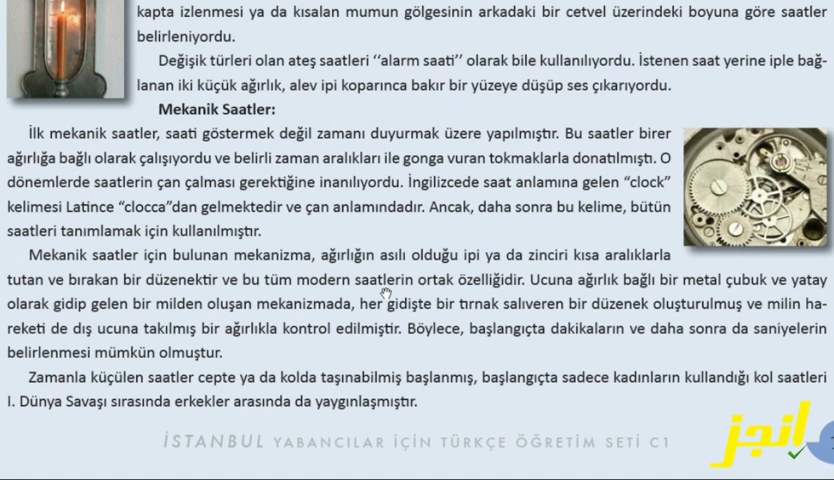 kapta izlenmesi ya da kısalan mumun gölgesinin arkadaki bir cetvel üzerindeki boyuna göre saatler
belirleniyordu.
Değişik türleri olan ateş saatleri ‘‘alarm saati’’ olarak bile kullanılıyordu. İstenen saat yerine iple bağ-
lanan iki küçük ağırlık, alev ipi koparınca bakır bir yüzeye düşüp ses çıkarıyordu.
Mekanik Saatler:
İlk mekanik saatler, saati göstermek değil zamanı duyurmak üzere yapılmıştır. Bu saatler birer
ağırlığa bağlı olarak çalışıyordu ve belirli zaman aralıkları ile gonga vuran tokmaklarla donatılmıştı. O
dönemlerde saatlerin çan çalması gerektiğine inanılıyordu. İngilizcede saat anlamına gelen “clock”
kelimesi Latince “clocca”dan gelmektedir ve çan anlamındadır. Ancak, daha sonra bu kelime, bütün
saatleri tanımlamak için kullanılmıştır.
Mekanik saatler için bulunan mekanizma, ağırlığın asılı olduğu ipi ya da zinciri kısa aralıklarla
tutan ve bırakan bir düzenektir ve bu tüm modern saatlerin ortak özelliğidir. Ucuna ağırlık bağlı bir metal çubuk ve yatay
olarak gidip gelen bir milden oluşan mekanizmada, her gidişte bir tırnak salıveren bir düzenek oluşturulmuş ve milin ha-
reketi de dış ucuna takılmış bir ağırlıkla kontrol edilmiştir. Böylece, başlangıçta dakikaların ve daha sonra da saniyelerin
belirlenmesi mümkün olmuştur.
Zamanla küçülen saatler cepte ya da kolda taşınabilmiş başlanmış, başlangıçta sadece kadınların kullandığı kol saatleri
I. Dünya Savaşı sırasında erkekler arasında da yaygınlaşmıştır.
İSTANBUL YABANCILAR İÇİN TÜRKÇE ÖĞRETİM SETİ C1
انجز